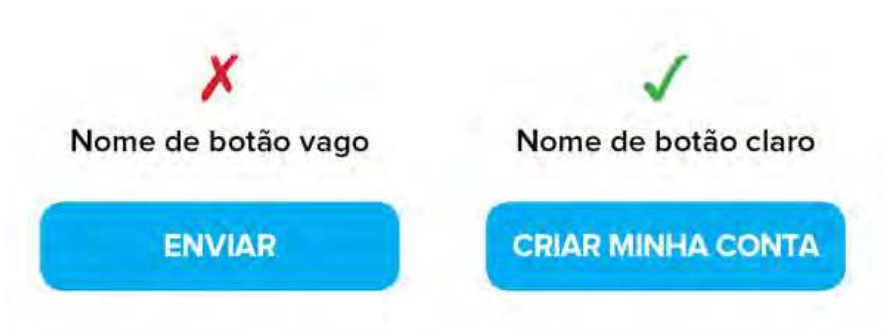 Nome de botão vago
ENVIAR
Nome de botão claro
CRIAR MINHA CONTA